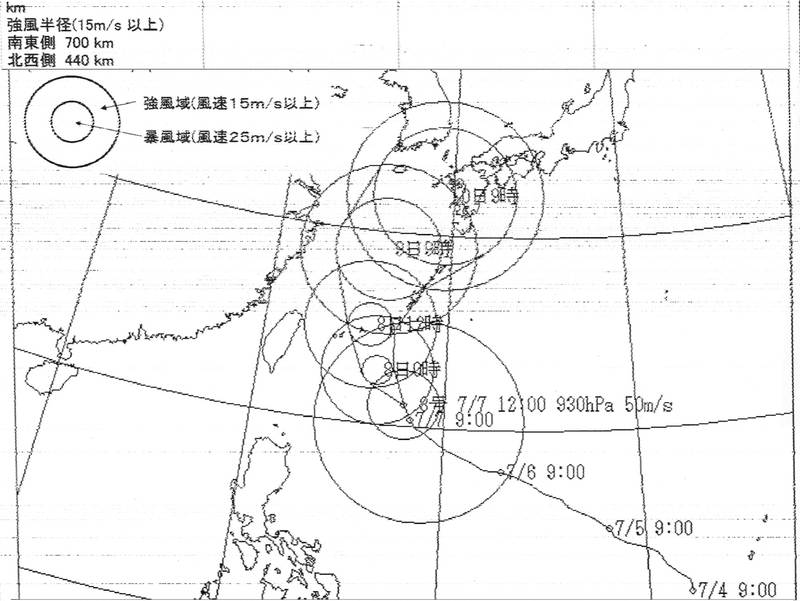 km
強風半径(15m/s 以上)
南東側 700 km
北西側 440 km
強風域(風速15m/s以上)
暴風域(風速25m/s以上)
10日9時
9日9時
8日12時
8日0時
8号 7/7 12:00 930hPa 50m/s
7/7 9:00
7/6 9:00
7/5 9:00
7/4 9:00